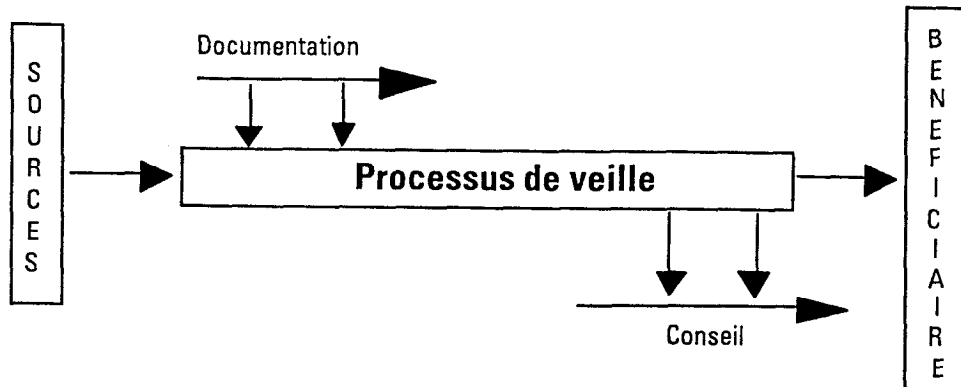 SOURCES
Documentation
Processus de veille
Conseil
BENEFICIAIRE